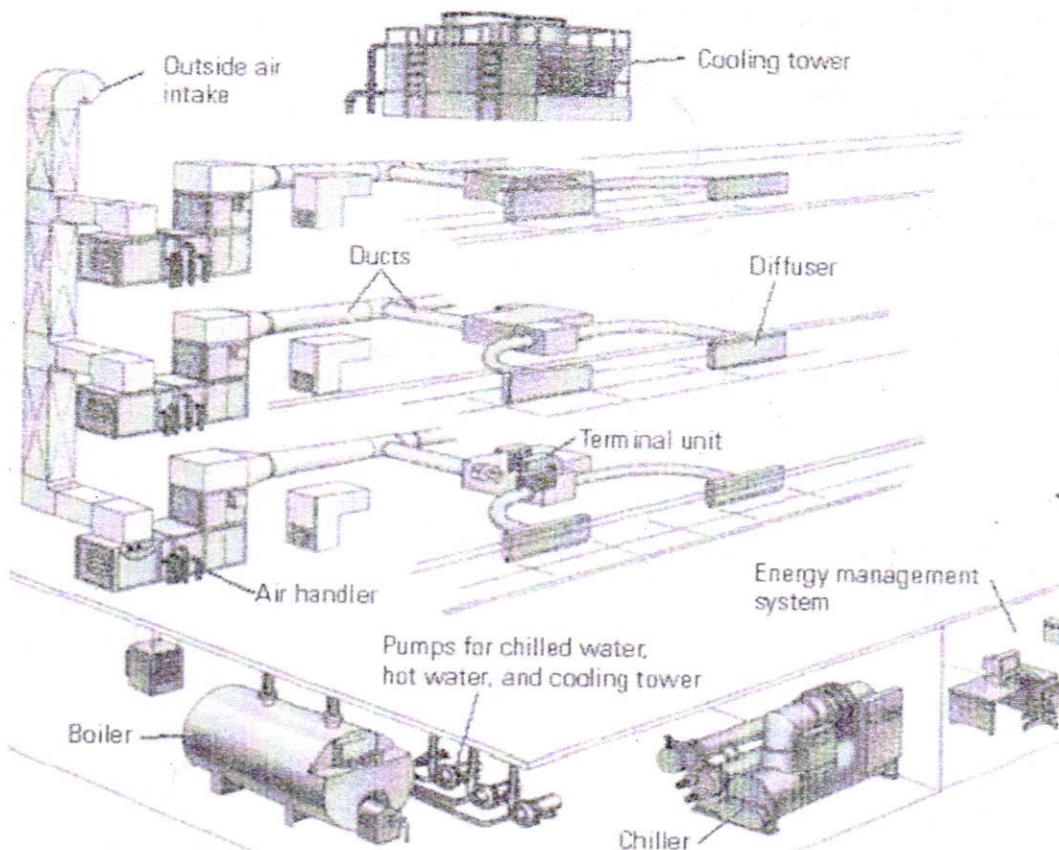 Outside air
intake
Cooling tower
Ducts
Diffuser
Terminal unit
Air handler
Energy management
system
Pumps for chilled water,
hot water, and cooling tower
Boiler
Chiller